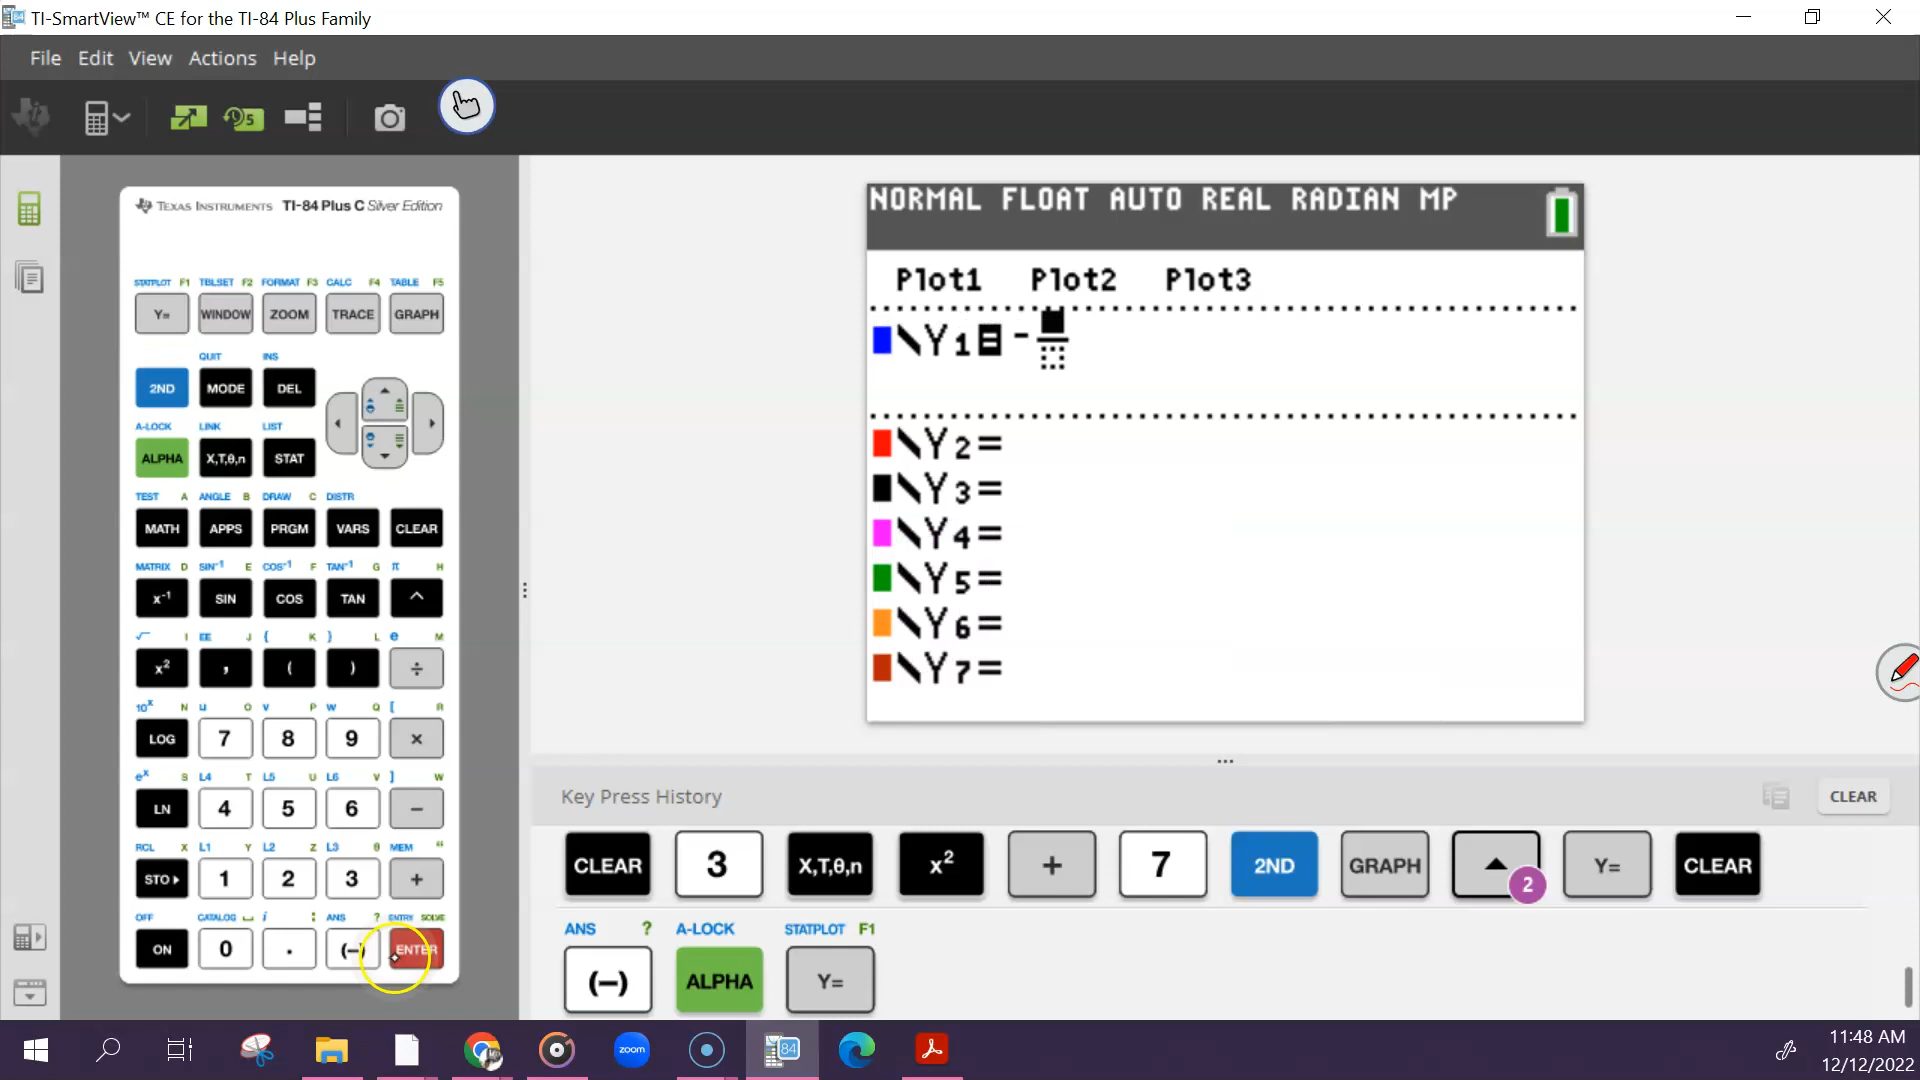 TI-SmartView™ CE for the TI-84 Plus Family
File Edit View Actions Help
TEXAS INSTRUMENTS TI-84 Plus C Silver Edition
STATPLOT F1 TBLSET F2 FORMAT F3 CALC F4 TABLE F5
Y= WINDOW ZOOM TRACE GRAPH
QUIT INS
2ND MODE DEL
A-LOCK LINK LIST
ALPHA X,T,θ,n STAT
TEST A ANGLE B DRAW C DISTR
MATH APPS PRGM VARS CLEAR
MATRIX D SIN⁻¹ E COS⁻¹ F TAN⁻¹ G π H
x⁻¹ SIN COS TAN ^
√ I EE J { K } L e M
x² , ( ) ÷
10ˣ N u O v P w Q [ R
LOG 7 8 9 ×
eˣ S L4 T L5 U L6 V ] W
LN 4 5 6 −
RCL X L1 Y L2 Z L3 θ MEM "
STO▸ 1 2 3 +
OFF CATALOG ⎵ i : ANS ? ENTRY SOLVE
ON 0 . (−) ENTER
NORMAL FLOAT AUTO REAL RADIAN MP
Plot1 Plot2 Plot3
\Y1=-
\Y2=
\Y3=
\Y4=
\Y5=
\Y6=
\Y7=
Key Press History CLEAR
CLEAR 3 X,T,θ,n x² + 7 2ND GRAPH ▲ 2 Y= CLEAR
ANS ? A-LOCK STATPLOT F1
(−) ALPHA Y=
zoom
84
11:48 AM
12/12/2022